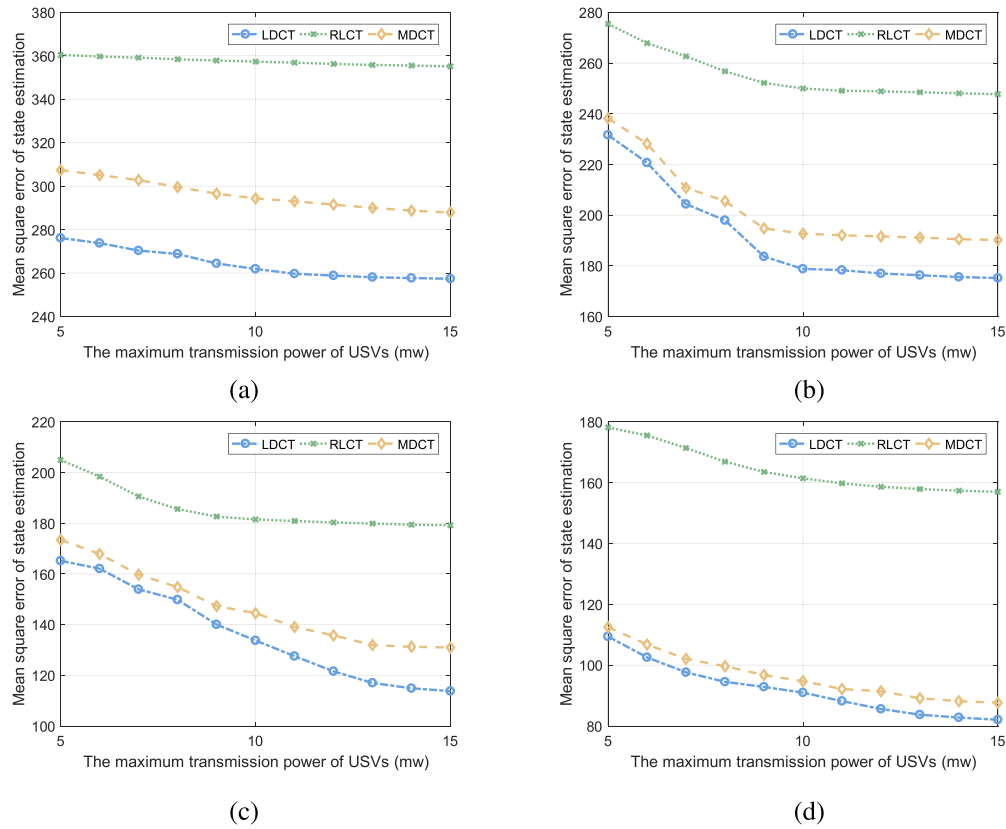 380
360
340
320
300
280
260
240
5
10
15
Mean square error of state estimation
The maximum transmission power of USVs (mw)
LDCT RLCT MDCT
(a)
280
260
240
220
200
180
160
5
10
15
Mean square error of state estimation
The maximum transmission power of USVs (mw)
LDCT RLCT MDCT
(b)
220
200
180
160
140
120
100
5
10
15
Mean square error of state estimation
The maximum transmission power of USVs (mw)
LDCT RLCT MDCT
(c)
180
160
140
120
100
80
5
10
15
Mean square error of state estimation
The maximum transmission power of USVs (mw)
LDCT RLCT MDCT
(d)